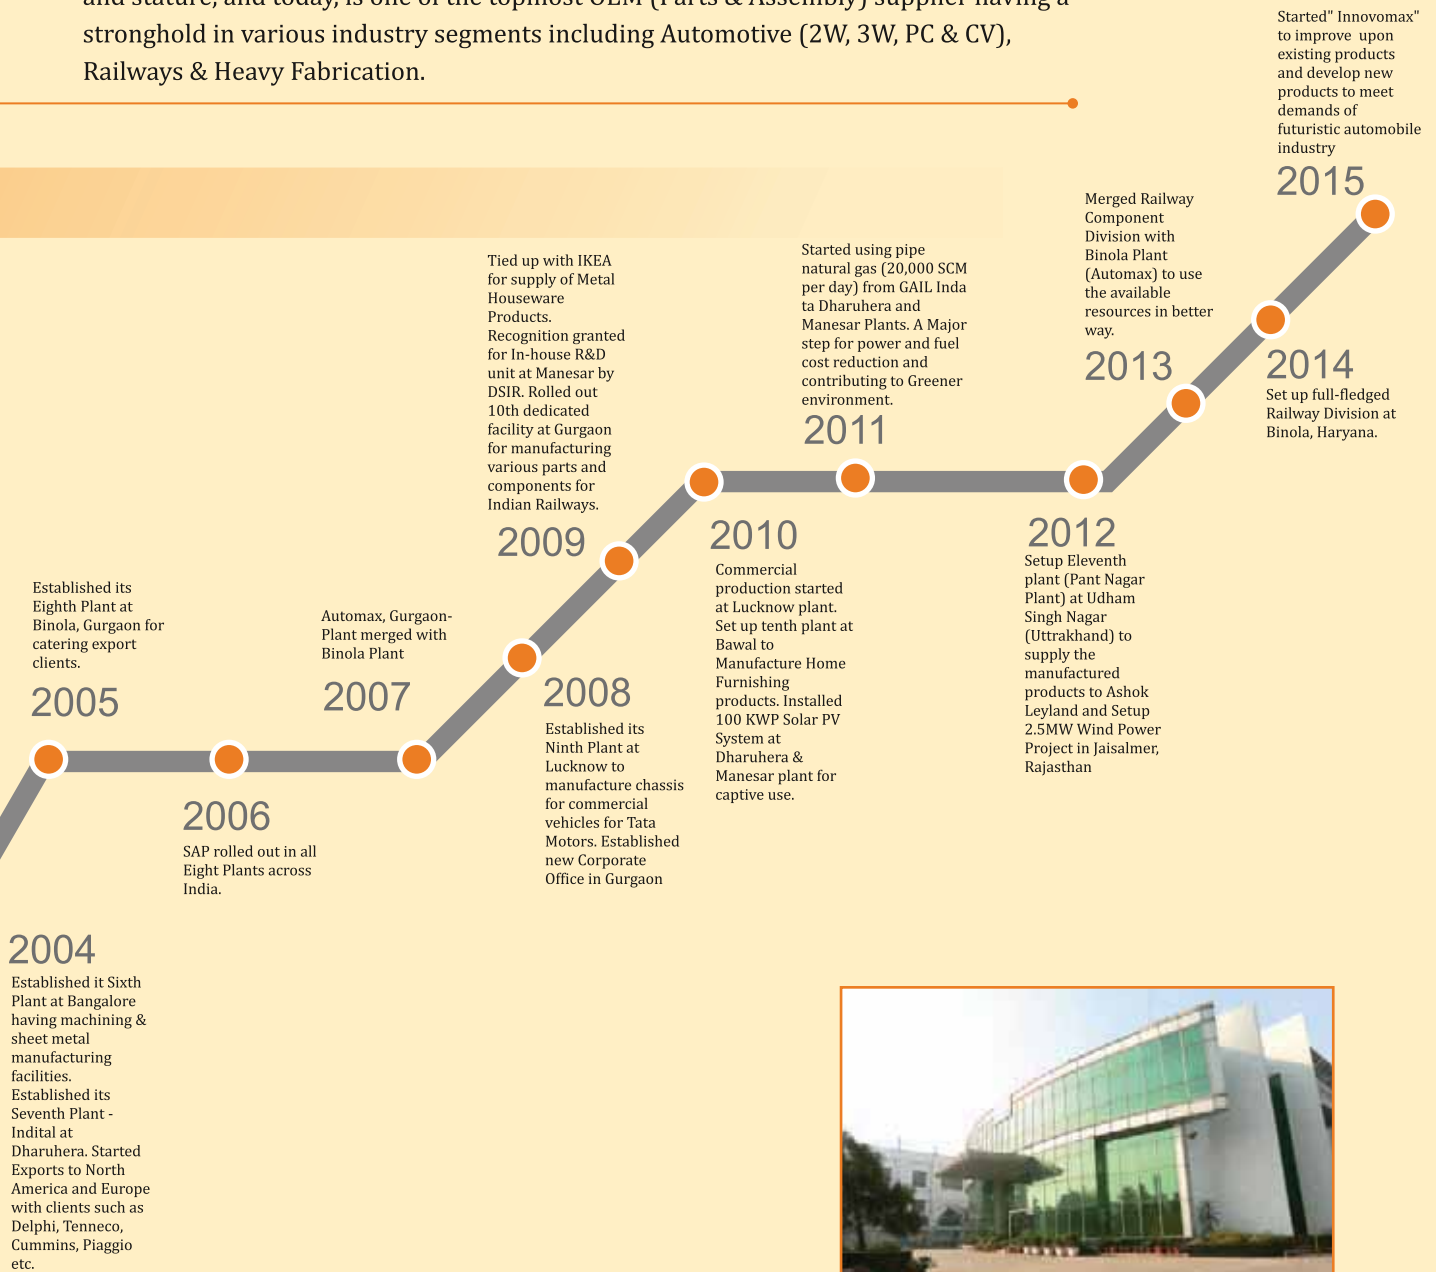 and stature, and today, is one of the topmost OEM (Parts & Assembly) supplier having a
stronghold in various industry segments including Automotive (2W, 3W, PC & CV),
Railways & Heavy Fabrication.
Started" Innovomax"
to improve  upon
existing products
and develop new
products to meet
demands of
futuristic automobile
industry
2015
Merged Railway
Component
Division with
Binola Plant
(Automax) to use
the available
resources in better
way.
2013
2014
Set up full-fledged
Railway Division at
Binola, Haryana.
Started using pipe
natural gas (20,000 SCM
per day) from GAIL Inda
ta Dharuhera and
Manesar Plants. A Major
step for power and fuel
cost reduction and
contributing to Greener
environment.
2011
Tied up with IKEA
for supply of Metal
Houseware
Products.
Recognition granted
for In-house R&D
unit at Manesar by
DSIR. Rolled out
10th dedicated
facility at Gurgaon
for manufacturing
various parts and
components for
Indian Railways.
2009
2010
Commercial
production started
at Lucknow plant.
Set up tenth plant at
Bawal to
Manufacture Home
Furnishing
products. Installed
100 KWP Solar PV
System at
Dharuhera &
Manesar plant for
captive use.
2012
Setup Eleventh
plant (Pant Nagar
Plant) at Udham
Singh Nagar
(Uttrakhand) to
supply the
manufactured
products to Ashok
Leyland and Setup
2.5MW Wind Power
Project in Jaisalmer,
Rajasthan
Established its
Eighth Plant at
Binola, Gurgaon for
catering export
clients.
2005
Automax, Gurgaon-
Plant merged with
Binola Plant
2007
2008
Established its
Ninth Plant at
Lucknow to
manufacture chassis
for commercial
vehicles for Tata
Motors. Established
new Corporate
Office in Gurgaon
2006
SAP rolled out in all
Eight Plants across
India.
2004
Established it Sixth
Plant at Bangalore
having machining &
sheet metal
manufacturing
facilities.
Established its
Seventh Plant -
Indital at
Dharuhera. Started
Exports to North
America and Europe
with clients such as
Delphi, Tenneco,
Cummins, Piaggio
etc.